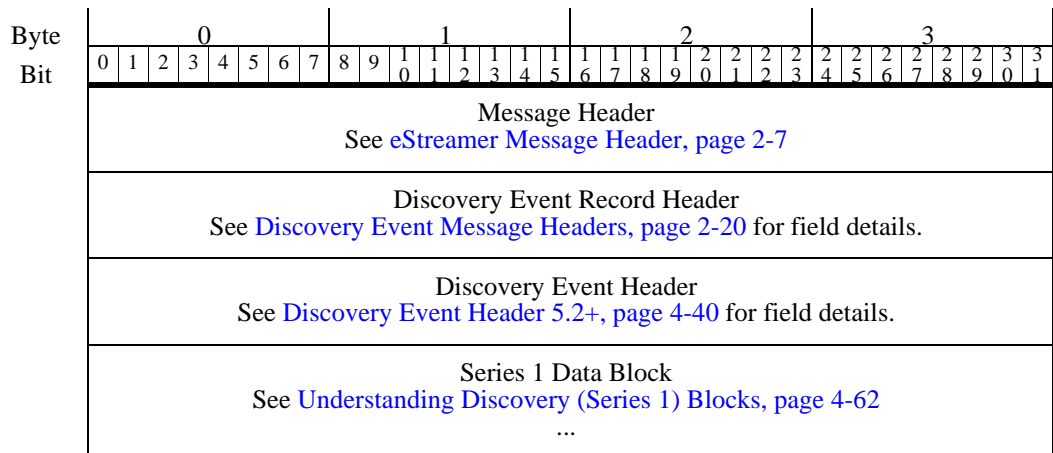 Byte 0 1 2 3
Bit 0 1 2 3 4 5 6 7 8 9 10 11 12 13 14 15 16 17 18 19 20 21 22 23 24 25 26 27 28 29 30 31
Message Header
See eStreamer Message Header, page 2-7
Discovery Event Record Header
See Discovery Event Message Headers, page 2-20 for field details.
Discovery Event Header
See Discovery Event Header 5.2+, page 4-40 for field details.
Series 1 Data Block
See Understanding Discovery (Series 1) Blocks, page 4-62
...